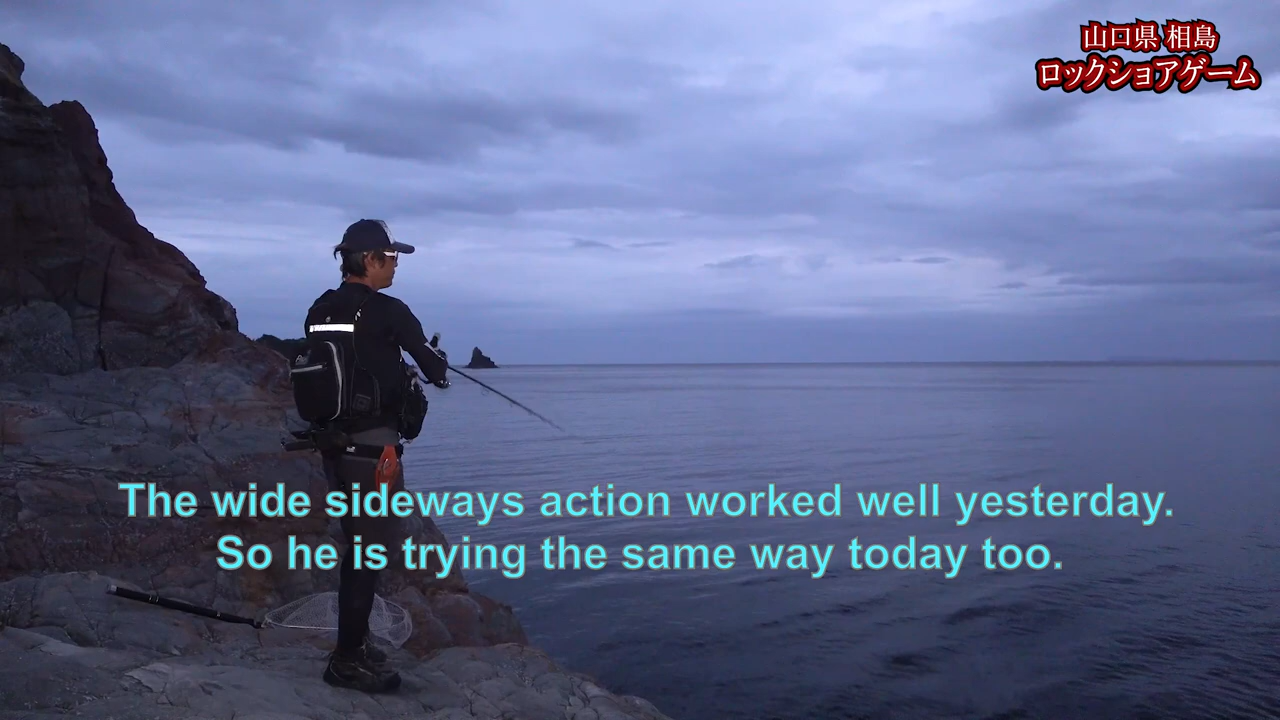 山口県 相島
ロックショアゲーム
The wide sideways action worked well yesterday.
So he is trying the same way today too.